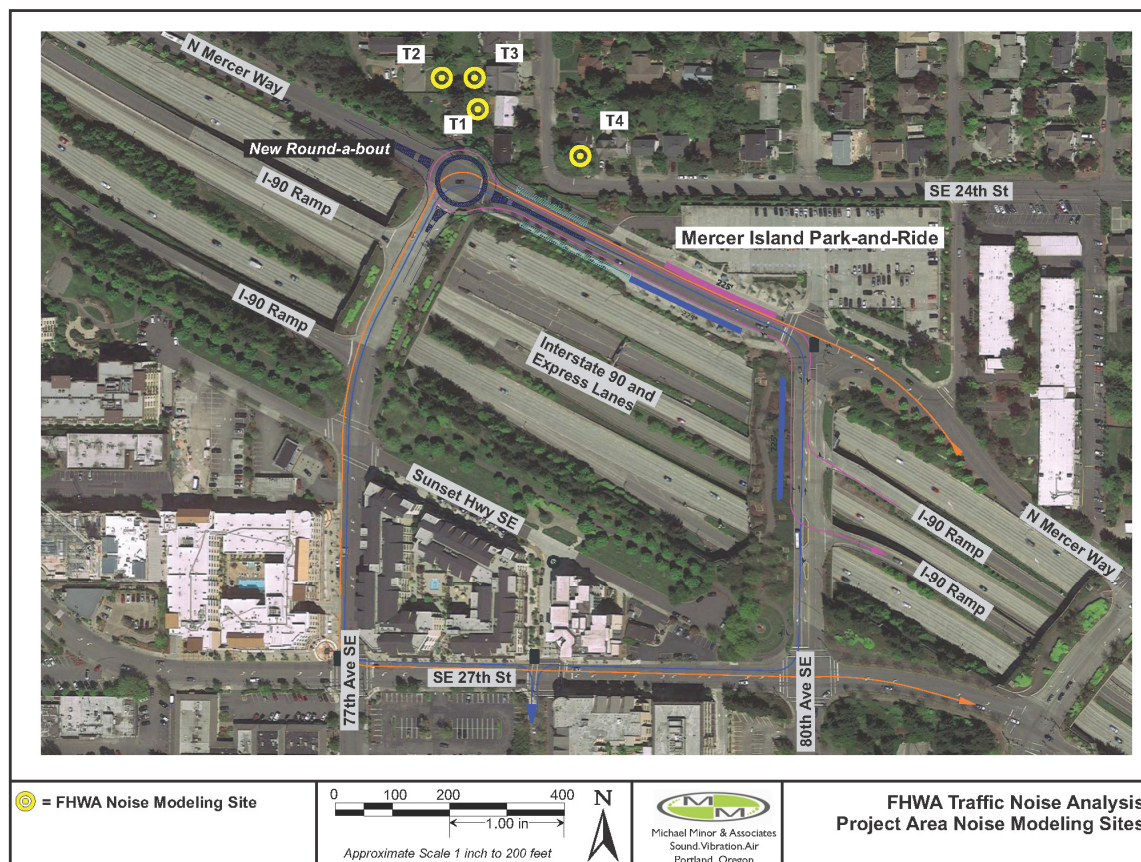 N Mercer Way
T2
T3
T1
T4
New Round-a-bout
I-90 Ramp
SE 24th St
Mercer Island Park-and-Ride
I-90 Ramp
225'
225'
Interstate 90 and
Express Lanes
225'
Sunset Hwy SE
I-90 Ramp
N Mercer Way
I-90 Ramp
77th Ave SE
SE 27th St
80th Ave SE
= FHWA Noise Modeling Site
0 200 400
100 300
1.00 in
Approximate Scale 1 inch to 200 feet
N
M M
Michael Minor & Associates
Sound.Vibration.Air
Portland, Oregon
FHWA Traffic Noise Analysis
Project Area Noise Modeling Sites